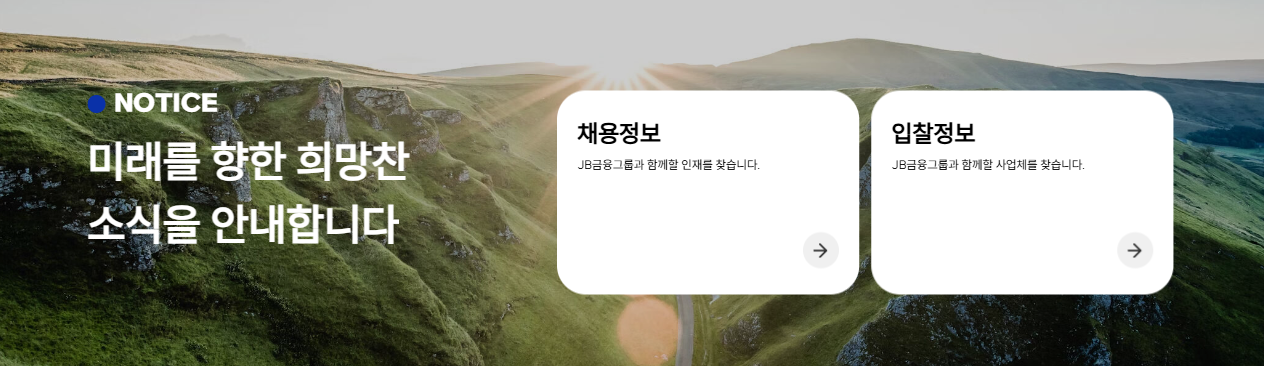 NOTICE
미래를 향한 희망찬
소식을 안내합니다
채용정보
JB금융그룹과 함께할 인재를 찾습니다.
입찰정보
JB금융그룹과 함께할 사업체를 찾습니다.